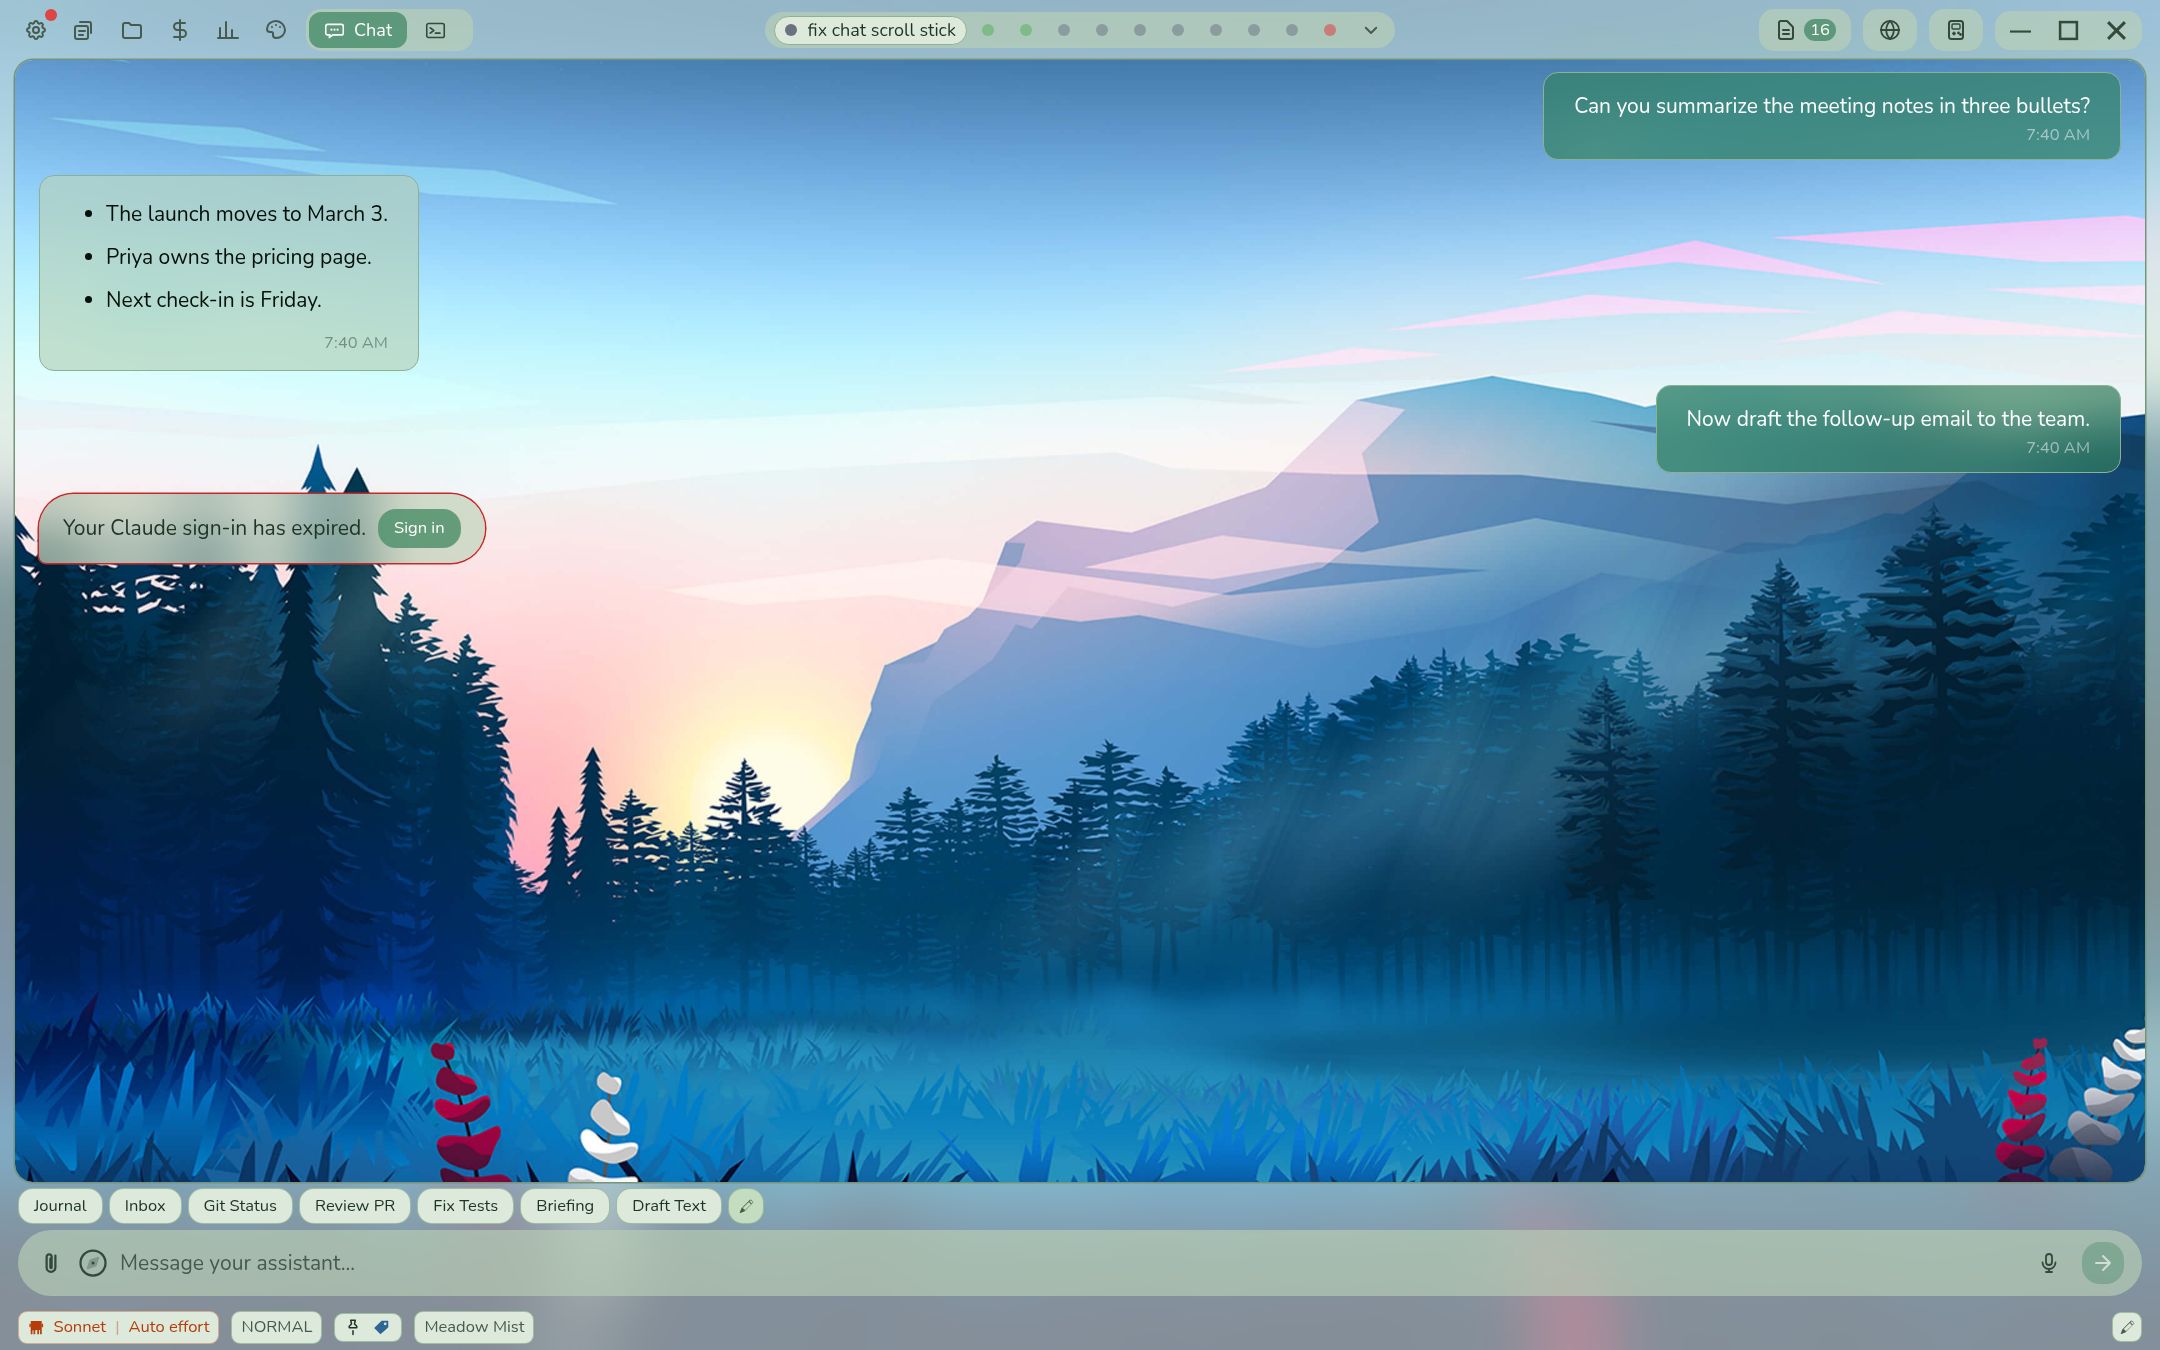 Chat
fix chat scroll stick
16
Can you summarize the meeting notes in three bullets?
7:40 AM
The launch moves to March 3.
Priya owns the pricing page.
Next check-in is Friday.
7:40 AM
Now draft the follow-up email to the team.
7:40 AM
Your Claude sign-in has expired. Sign in
Journal Inbox Git Status Review PR Fix Tests Briefing Draft Text
Message your assistant...
Sonnet | Auto effort NORMAL Meadow Mist